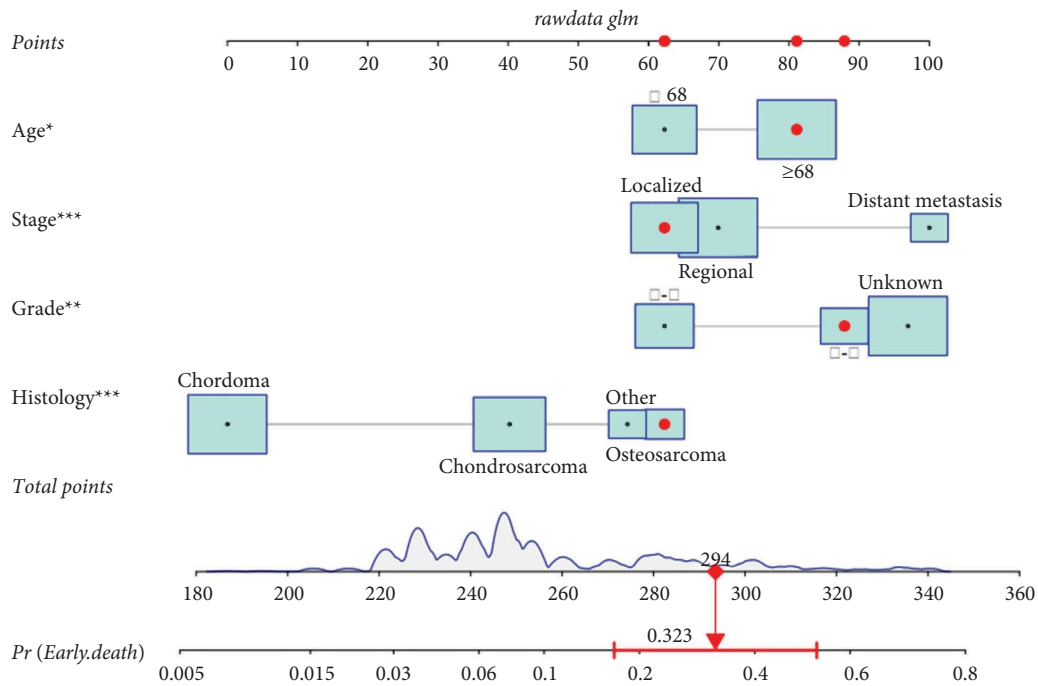 rawdata glm
Points
0 10 20 30 40 50 60 70 80 90 100
□ 68
Age*
≥68
Localized
Distant metastasis
Stage***
Regional
Unknown
□-□
Grade**
□-□
Chordoma
Histology***
Other
Chondrosarcoma
Osteosarcoma
Total points
294
180 200 220 240 260 280 300 320 340 360
0.323
Pr (Early.death)
0.005 0.015 0.03 0.06 0.1 0.2 0.4 0.6 0.8